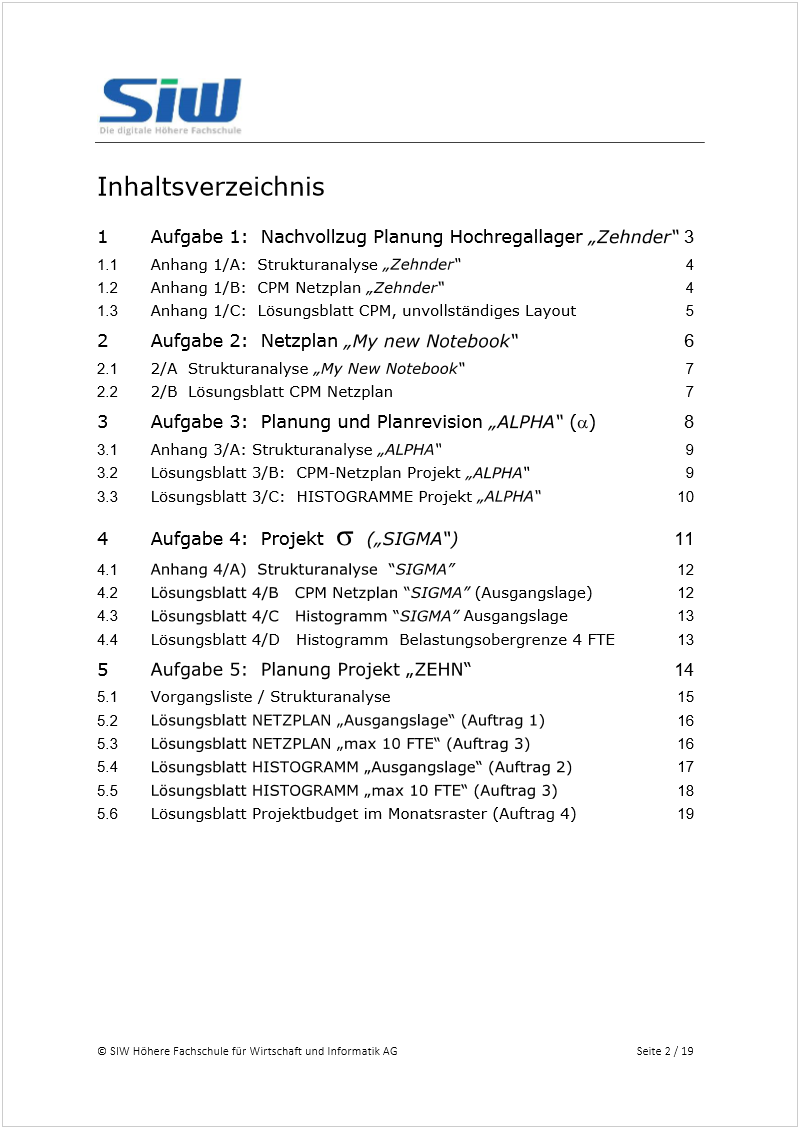 SIW
Die digitale Höhere Fachschule
Inhaltsverzeichnis
1 Aufgabe 1: Nachvollzug Planung Hochregallager „Zehnder“ 3
1.1 Anhang 1/A: Strukturanalyse „Zehnder“ 4
1.2 Anhang 1/B: CPM Netzplan „Zehnder“ 4
1.3 Anhang 1/C: Lösungsblatt CPM, unvollständiges Layout 5
2 Aufgabe 2: Netzplan „My new Notebook“ 6
2.1 2/A Strukturanalyse „My New Notebook“ 7
2.2 2/B Lösungsblatt CPM Netzplan 7
3 Aufgabe 3: Planung und Planrevision „ALPHA“ (α) 8
3.1 Anhang 3/A: Strukturanalyse „ALPHA“ 9
3.2 Lösungsblatt 3/B: CPM-Netzplan Projekt „ALPHA“ 9
3.3 Lösungsblatt 3/C: HISTOGRAMME Projekt „ALPHA“ 10
4 Aufgabe 4: Projekt σ („SIGMA“) 11
4.1 Anhang 4/A) Strukturanalyse “SIGMA” 12
4.2 Lösungsblatt 4/B CPM Netzplan “SIGMA” (Ausgangslage) 12
4.3 Lösungsblatt 4/C Histogramm “SIGMA” Ausgangslage 13
4.4 Lösungsblatt 4/D Histogramm Belastungsobergrenze 4 FTE 13
5 Aufgabe 5: Planung Projekt „ZEHN“ 14
5.1 Vorgangsliste / Strukturanalyse 15
5.2 Lösungsblatt NETZPLAN „Ausgangslage“ (Auftrag 1) 16
5.3 Lösungsblatt NETZPLAN „max 10 FTE“ (Auftrag 3) 16
5.4 Lösungsblatt HISTOGRAMM „Ausgangslage“ (Auftrag 2) 17
5.5 Lösungsblatt HISTOGRAMM „max 10 FTE“ (Auftrag 3) 18
5.6 Lösungsblatt Projektbudget im Monatsraster (Auftrag 4) 19
© SIW Höhere Fachschule für Wirtschaft und Informatik AG Seite 2 / 19